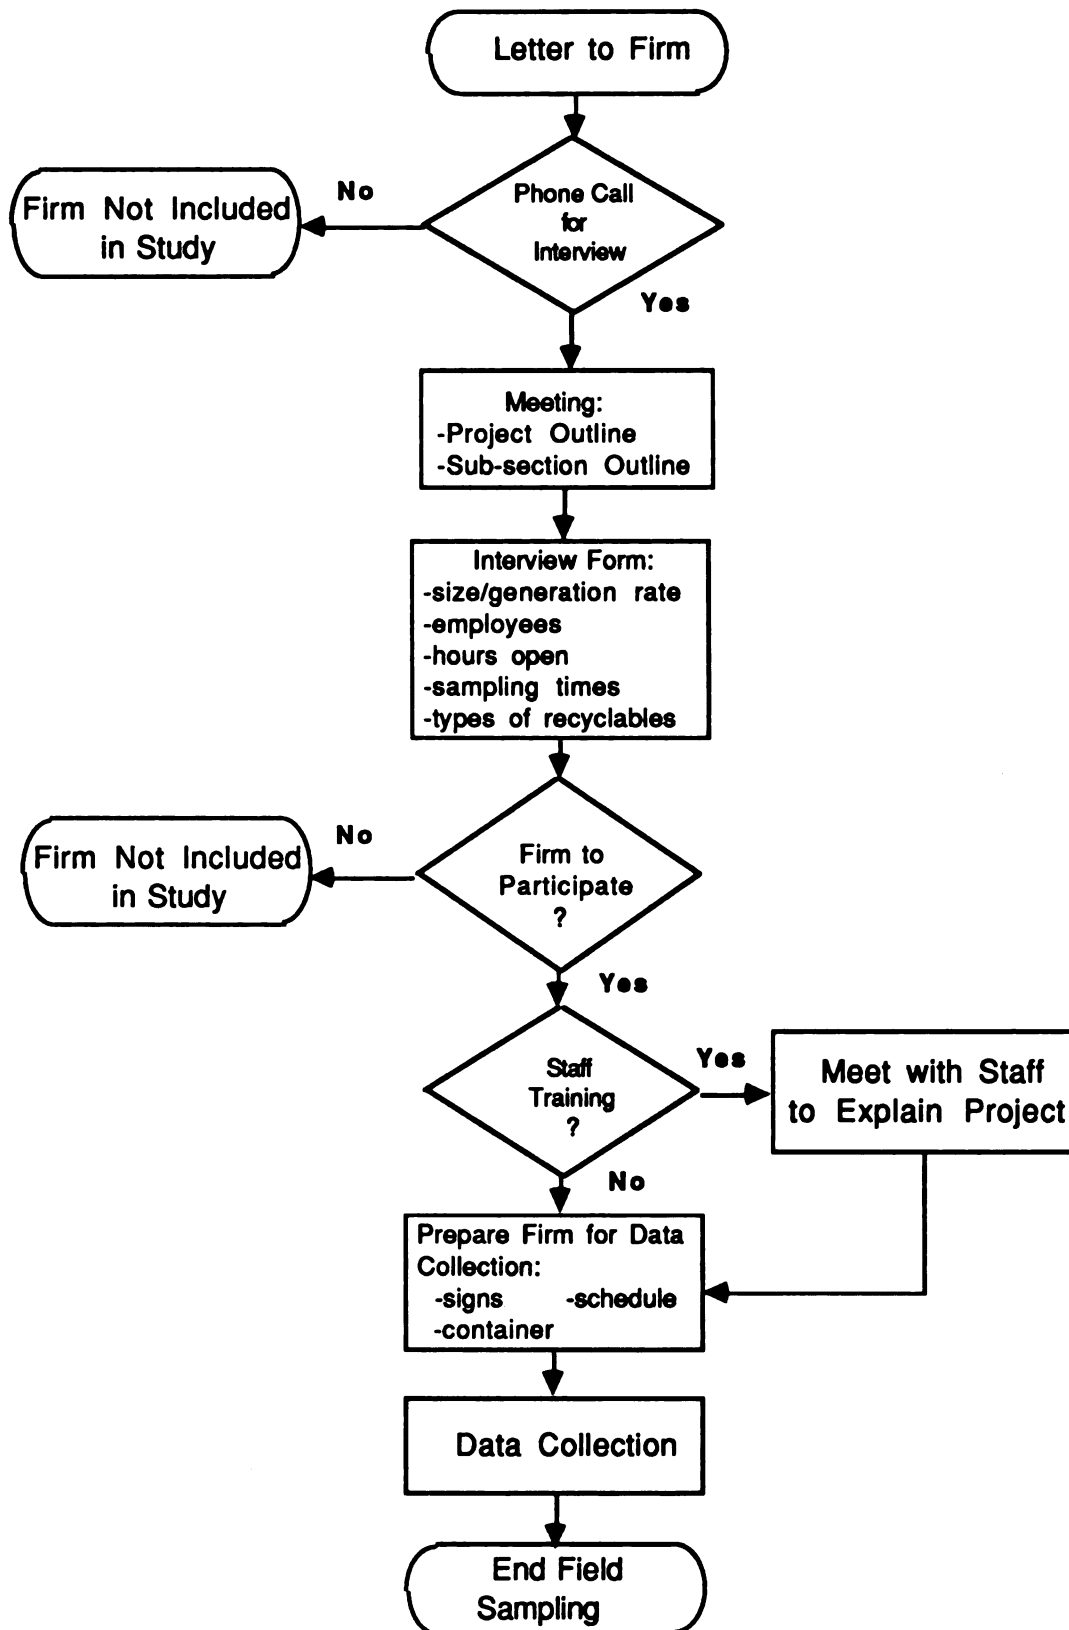 Letter to Firm
No
Phone Call
for
Interview
Firm Not Included
in Study
Yes
Meeting:
-Project Outline
-Sub-section Outline
Interview Form:
-size/generation rate
-employees
-hours open
-sampling times
-types of recyclables
No
Firm to
Participate
?
Firm Not Included
in Study
Yes
Staff
Training
?
Yes
Meet with Staff
to Explain Project
No
Prepare Firm for Data
Collection:
-signs -schedule
-container
Data Collection
End Field
Sampling